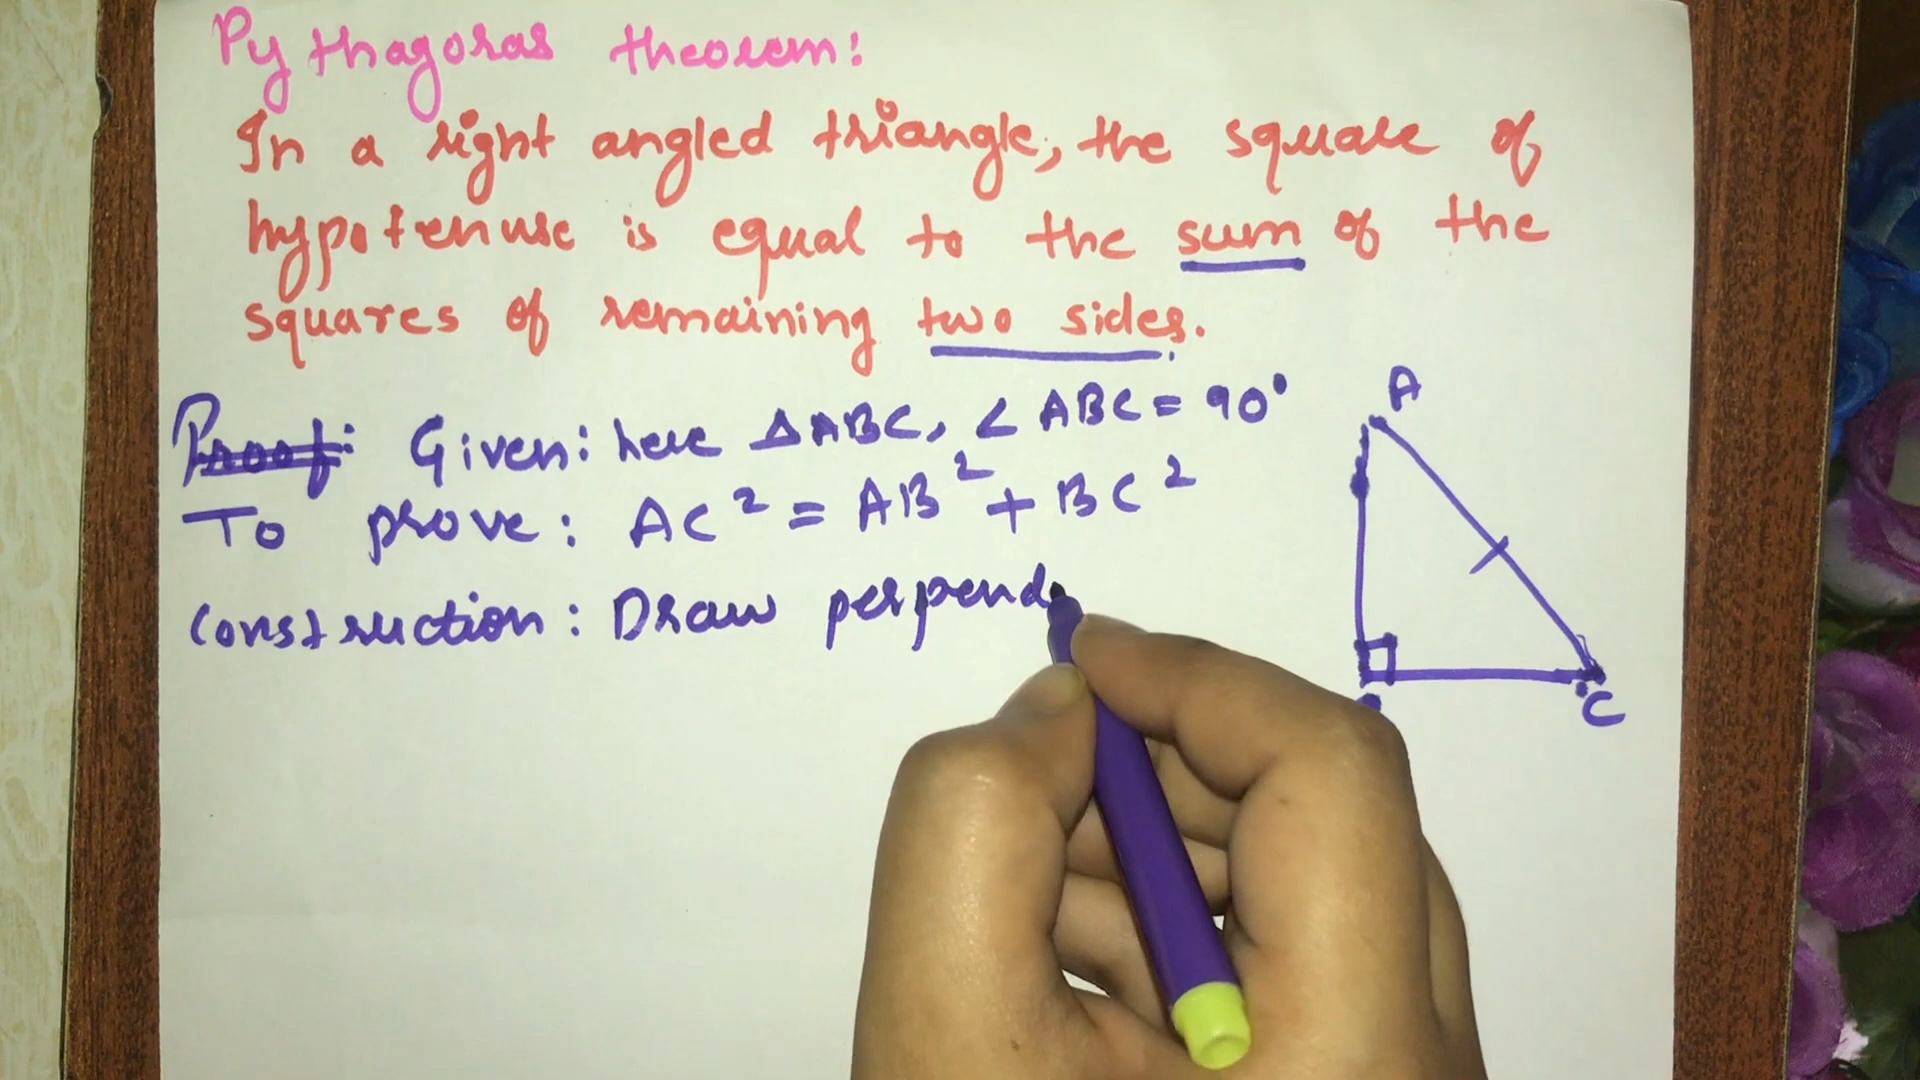 Pythagoras theorem:
In a right angled triangle, the square of
hypotenuse is equal to the sum of the
squares of remaining two sides.
Proof: Given: here △ABC, ∠ABC = 90°
To prove: AC² = AB² + BC²
Construction: Draw perpend
A
C